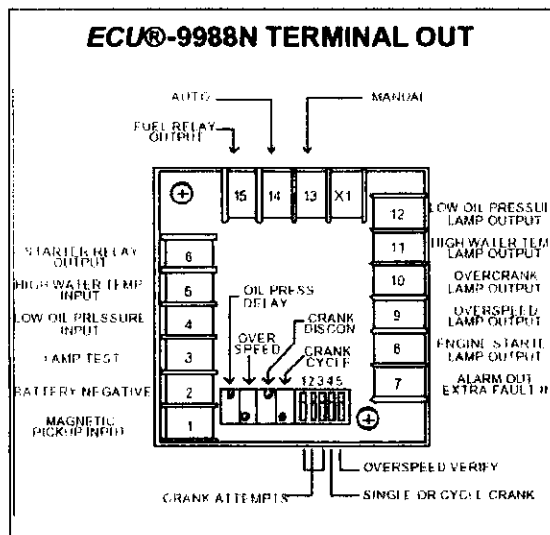 ECU®-9988N TERMINAL OUT
AUTO
MANUAL
FUEL RELAY
OUTPUT
15
14
13
X1
12
LOW OIL PRESSU
LAMP OUTPUT
11
HIGH WATER TEM
LAMP OUTPUT
10
OVERCRANK
LAMP OUTPUT
9
OVERSPEED
LAMP OUTPUT
8
ENGINE STARTE
LAMP OUTPUT
7
ALARM OUT
EXTRA FAULT IN
STARTER RELAY
OUTPUT
6
HIGH WATER TEMP
INPUT
5
LOW OIL PRESSURE
INPUT
4
LAMP TEST
3
BATTERY NEGATIVE
2
MAGNETIC
PICKUP INPUT
1
OIL PRESS
DELAY
OVER
SPEED
CRANK
DISCON
CRANK
CYCLE
12345
OVERSPEED VERIFY
CRANK ATTEMPTS
SINGLE OR CYCLE CRANK